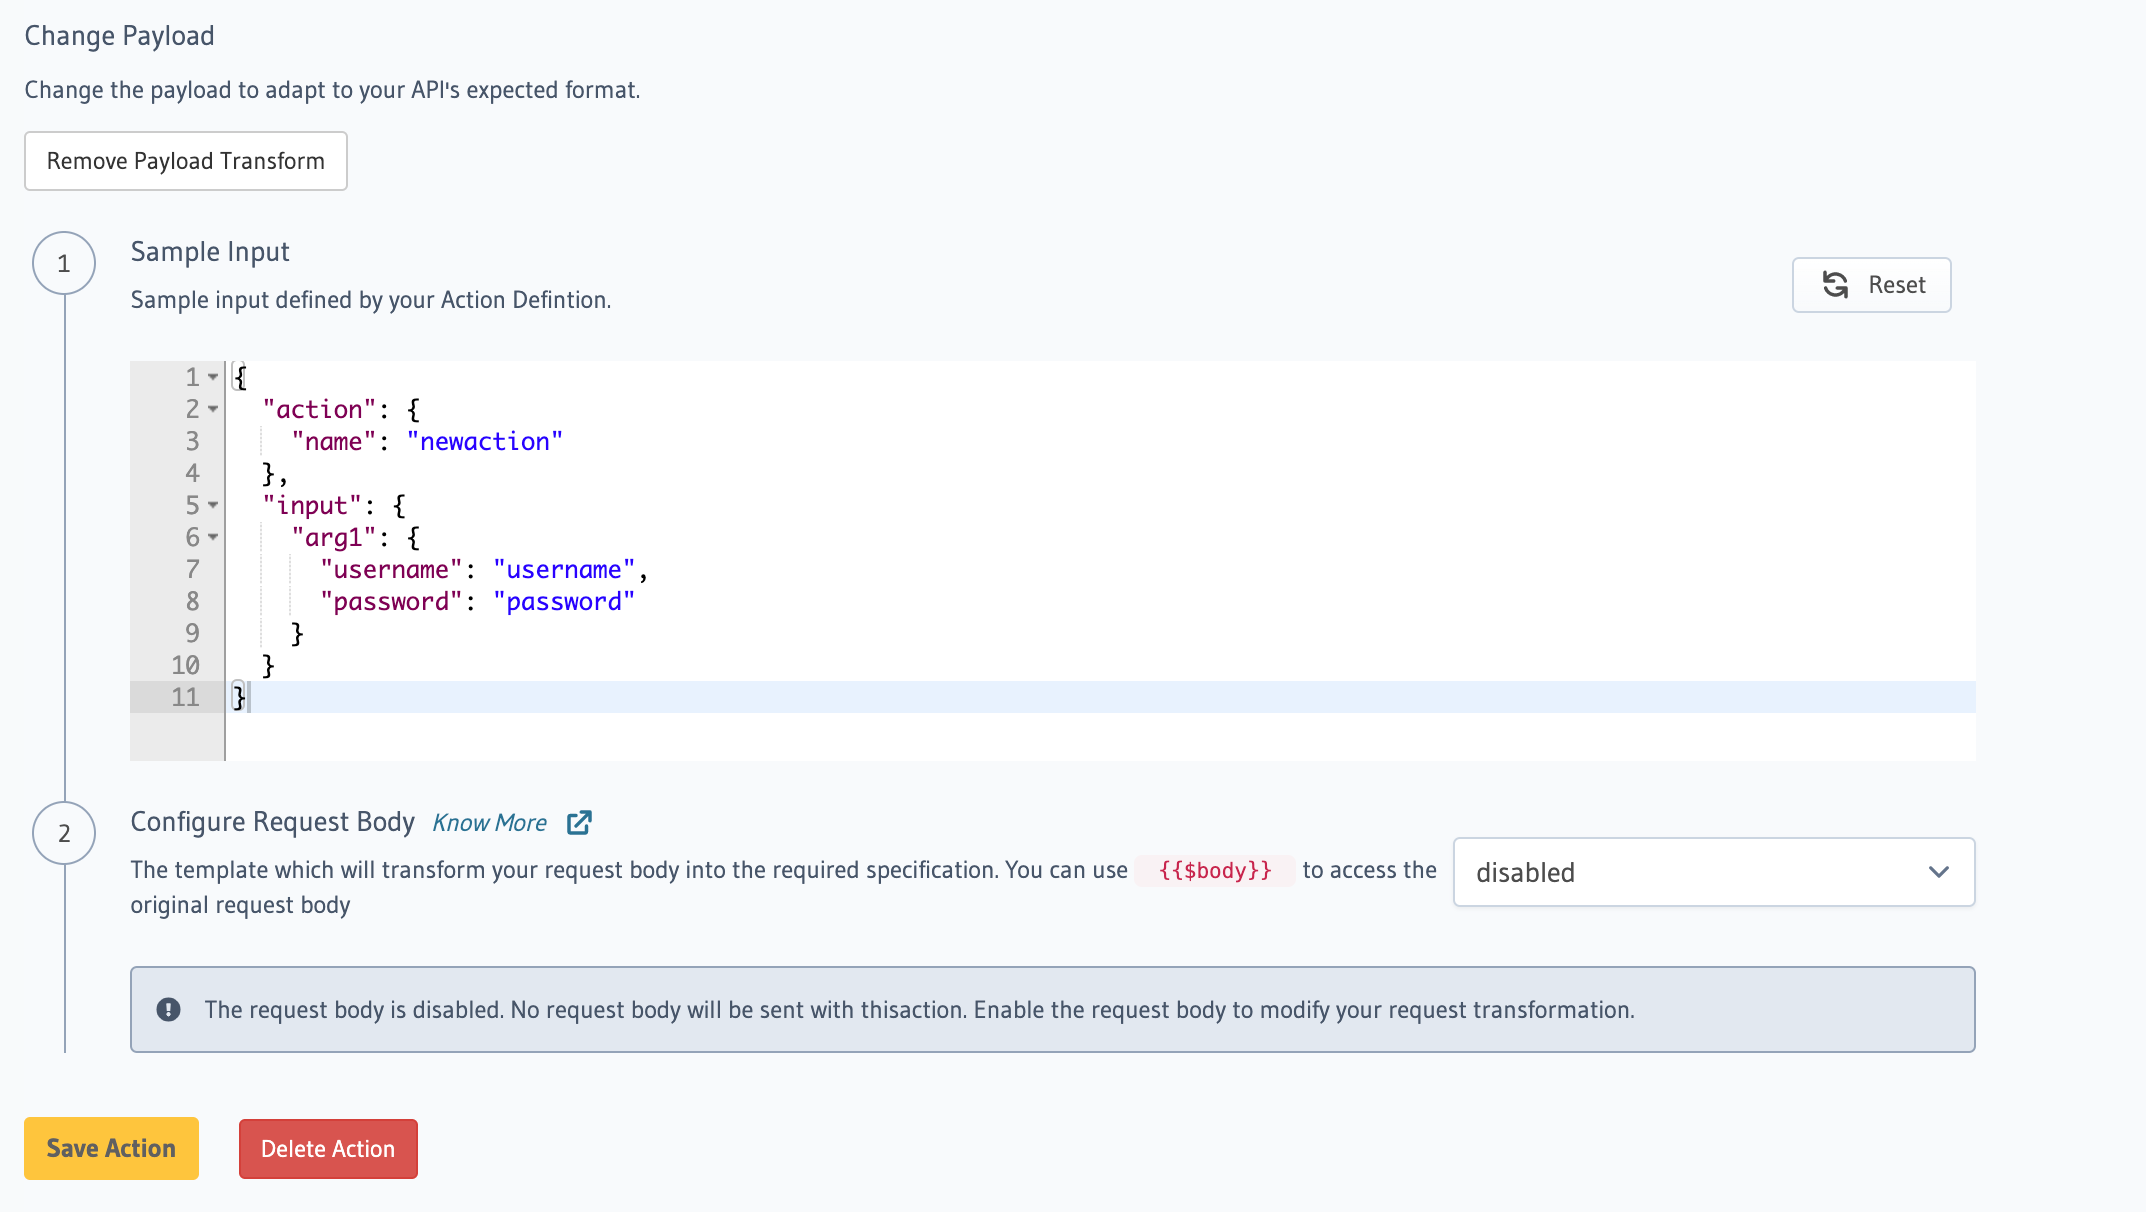 Change Payload
Change the payload to adapt to your API's expected format.
Remove Payload Transform
1
Sample Input
Sample input defined by your Action Defintion.
Reset
1 {
2   "action": {
3     "name": "newaction"
4   },
5   "input": {
6     "arg1": {
7       "username": "username",
8       "password": "password"
9     }
10   }
11 }
2
Configure Request Body Know More
The template which will transform your request body into the required specification. You can use {{$body}} to access the
original request body
disabled
The request body is disabled. No request body will be sent with thisaction. Enable the request body to modify your request transformation.
Save Action
Delete Action